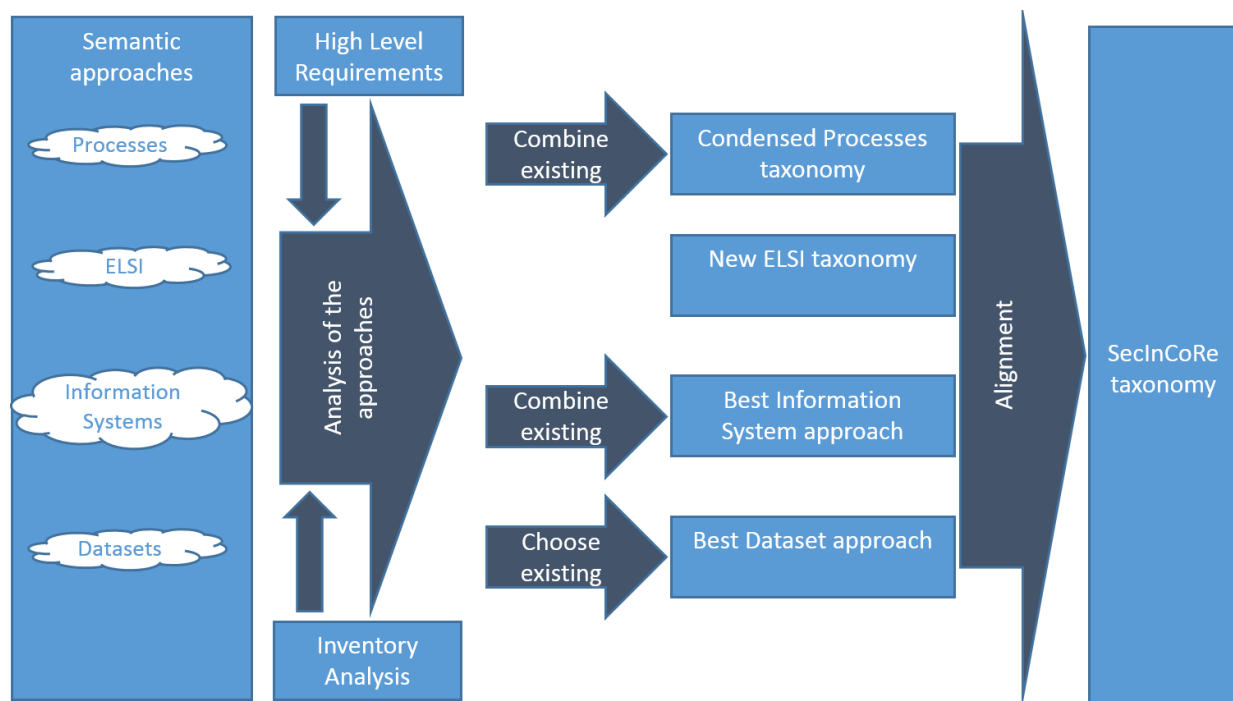 Semantic
approaches
Processes
ELSI
Information
Systems
Datasets
High Level
Requirements
Analysis of the
approaches
Inventory
Analysis
Combine
existing
Condensed Processes
taxonomy
New ELSI taxonomy
Combine
existing
Best Information
System approach
Choose
existing
Best Dataset approach
Alignment
SecInCoRe
taxonomy